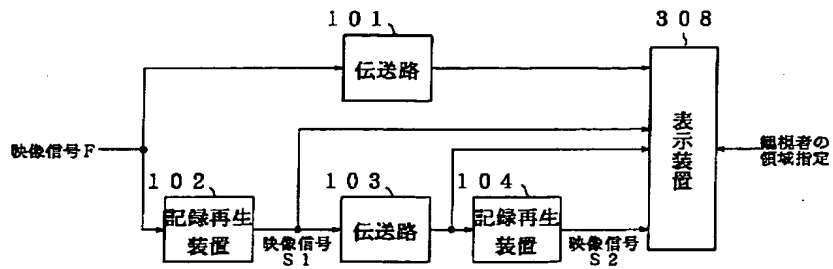 101
308
伝送路
映像信号F
表示装置
観視者の
領域指定
102
103
104
記録再生
装置
伝送路
記録再生
装置
映像信号
S1
映像信号
S2